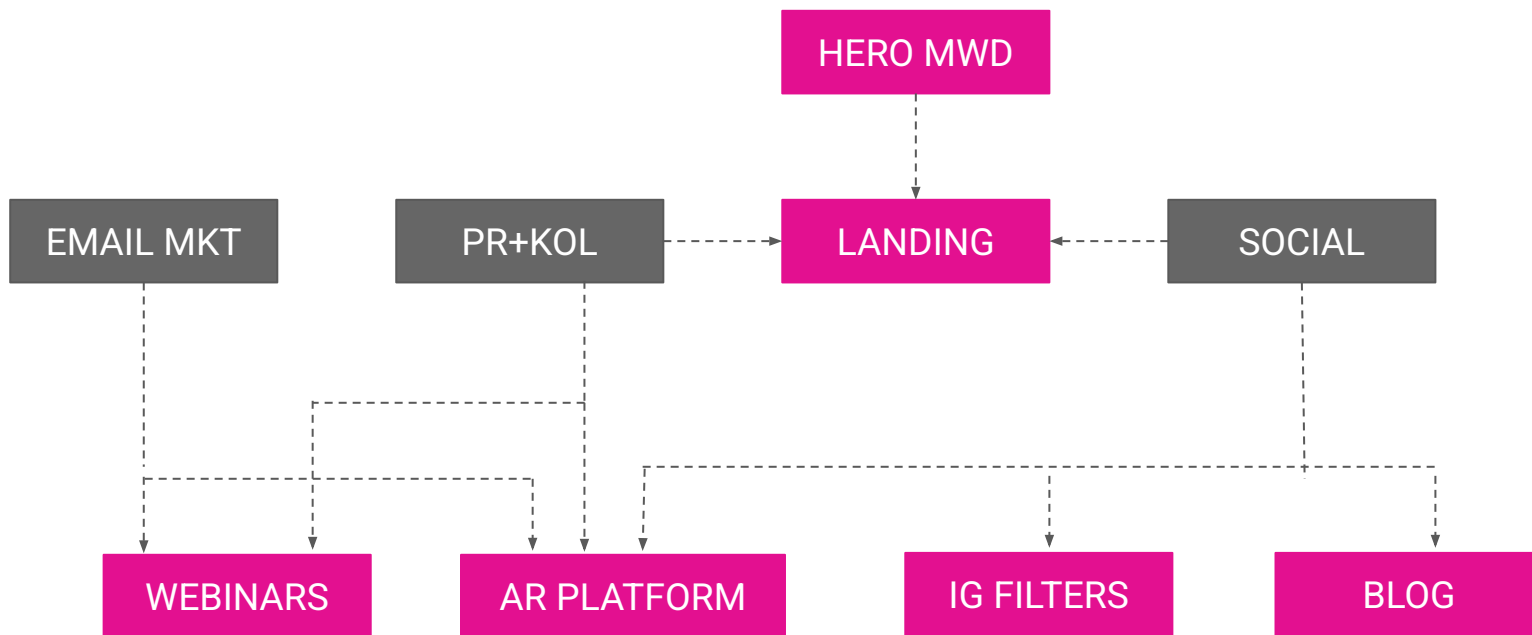 HERO MWD
EMAIL MKT
PR+KOL
LANDING
SOCIAL
WEBINARS
AR PLATFORM
IG FILTERS
BLOG